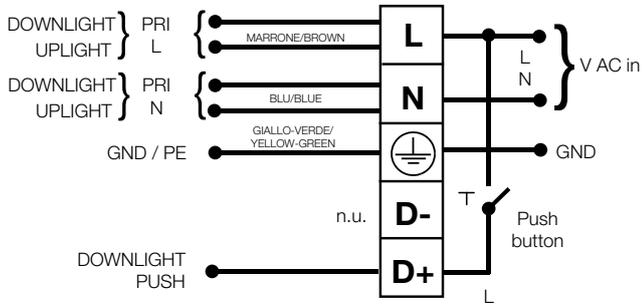 DOWNLIGHT
UPLIGHT
PRI
L
MARRONE/BROWN
L
L
N
V AC in
DOWNLIGHT
UPLIGHT
PRI
N
BLU/BLUE
N
GIALLO-VERDE/
YELLOW-GREEN
GND / PE
GND
n.u.
D-
Push
button
DOWNLIGHT
PUSH
D+
L